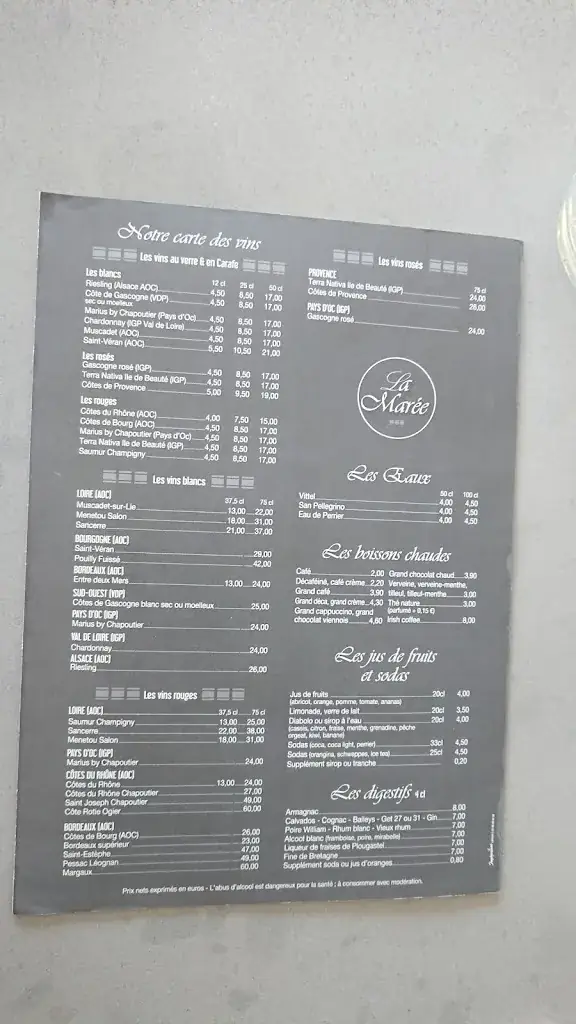 Notre carte des vins
Les vins au verre & en Carafe
Les blancs 12 cl 25 cl 50 cl
Riesling (Alsace AOC) 4,50 8,50 17,00
Côte de Gascogne (VDP) 4,50 8,50 17,00
sec ou moelleux
Marius by Chapoutier (Pays d'Oc) 4,50 8,50 17,00
Chardonnay (IGP Val de Loire) 4,50 8,50 17,00
Muscadet (AOC) 4,50 8,50 17,00
Saint-Véran (AOC) 5,50 10,50 21,00
Les rosés
Gascogne rosé (IGP) 4,50 8,50 17,00
Terra Nativa Ile de Beauté (IGP) 4,50 8,50 17,00
Côtes de Provence 5,00 9,50 19,00
Les rouges
Côtes du Rhône (AOC) 4,00 7,50 15,00
Côtes de Bourg (AOC) 4,50 8,50 17,00
Marius by Chapoutier (Pays d'Oc) 4,50 8,50 17,00
Terra Nativa Ile de Beauté (IGP) 4,50 8,50 17,00
Saumur Champigny 4,50 8,50 17,00
Les vins blancs
LOIRE (AOC) 37,5 cl 75 cl
Muscadet-sur-Lie 13,00 22,00
Menetou Salon 18,00 31,00
Sancerre 21,00 37,00
BOURGOGNE (AOC)
Saint-Véran 29,00
Pouilly Fuissé 42,00
BORDEAUX (AOC)
Entre deux Mers 13,00 24,00
SUD-OUEST (VDP)
Côtes de Gascogne blanc sec ou moelleux 25,00
PAYS D'OC (IGP)
Marius by Chapoutier 24,00
VAL DE LOIRE (IGP)
Chardonnay 24,00
ALSACE (AOC)
Riesling 26,00
Les vins rouges
LOIRE (AOC) 37,5 cl 75 cl
Saumur Champigny 13,00 25,00
Sancerre 22,00 38,00
Menetou Salon 18,00 31,00
PAYS D'OC (IGP)
Marius by Chapoutier 24,00
CÔTES DU RHÔNE (AOC)
Côtes du Rhône 13,00 24,00
Côtes du Rhône Chapoutier 27,00
Saint Joseph Chapoutier 49,00
Côte Rotie Ogier 60,00
BORDEAUX (AOC)
Côtes de Bourg (AOC) 26,00
Bordeaux supérieur 23,00
Saint-Estèphe 47,00
Pessac Léognan 49,00
Margaux 60,00
Les vins rosés
PROVENCE 75 cl
Terra Nativa Ile de Beauté (IGP) 24,00
Côtes de Provence 28,00
PAYS D'OC (IGP)
Gascogne rosé 24,00
La
Marée
Les Eaux
50 cl 100 cl
Vittel 4,00 4,50
San Pellegrino 4,00 4,50
Eau de Perrier 4,00 4,50
Les boissons chaudes
Café 2,00
Décaféiné, café crème 2,20
Grand café 3,90
Grand déca, grand crème 4,30
Grand cappuccino, grand
chocolat viennois 4,60
Grand chocolat chaud 3,90
Verveine, verveine-menthe,
tilleul, tilleul-menthe 3,00
Thé nature 3,00
(parfumé + 0,15 €)
Irish coffee 8,00
Les jus de fruits
et sodas
Jus de fruits 20cl 4,00
(abricot, orange, pomme, tomate, ananas)
Limonade, verre de lait 20cl 3,50
Diabolo ou sirop à l'eau 20cl 4,00
(cassis, citron, fraise, menthe, grenadine, pêche
orgeat, kiwi, banane)
Sodas (coca, coca light, perrier) 33cl 4,50
Sodas (orangina, schweppes, ice tea) 25cl 4,50
Supplément sirop ou tranche 0,20
Les digestifs 4 cl
Armagnac 8,00
Calvados - Cognac - Baileys - Get 27 ou 31 - Gin 7,00
Poire William - Rhum blanc - Vieux rhum 7,00
Alcool blanc (framboise, poire, mirabelle) 7,00
Liqueur de fraises de Plougastel 7,00
Fine de Bretagne 7,00
Supplément soda ou jus d'oranges 0,80
Prix nets exprimés en euros - L'abus d'alcool est dangereux pour la santé ; à consommer avec modération.